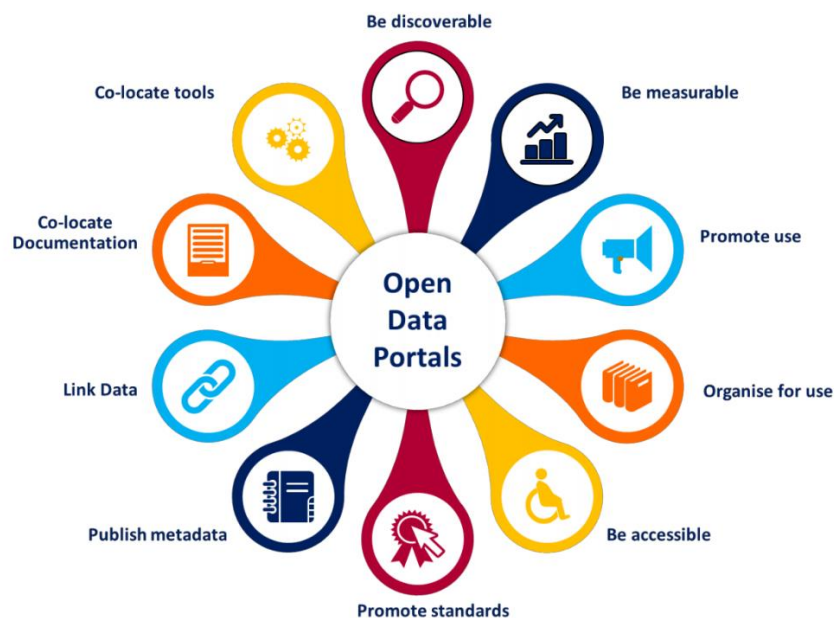 Be discoverable
Be measurable
Promote use
Organise for use
Be accessible
Promote standards
Publish metadata
Link Data
Co-locate
Documentation
Co-locate tools
Open
Data
Portals